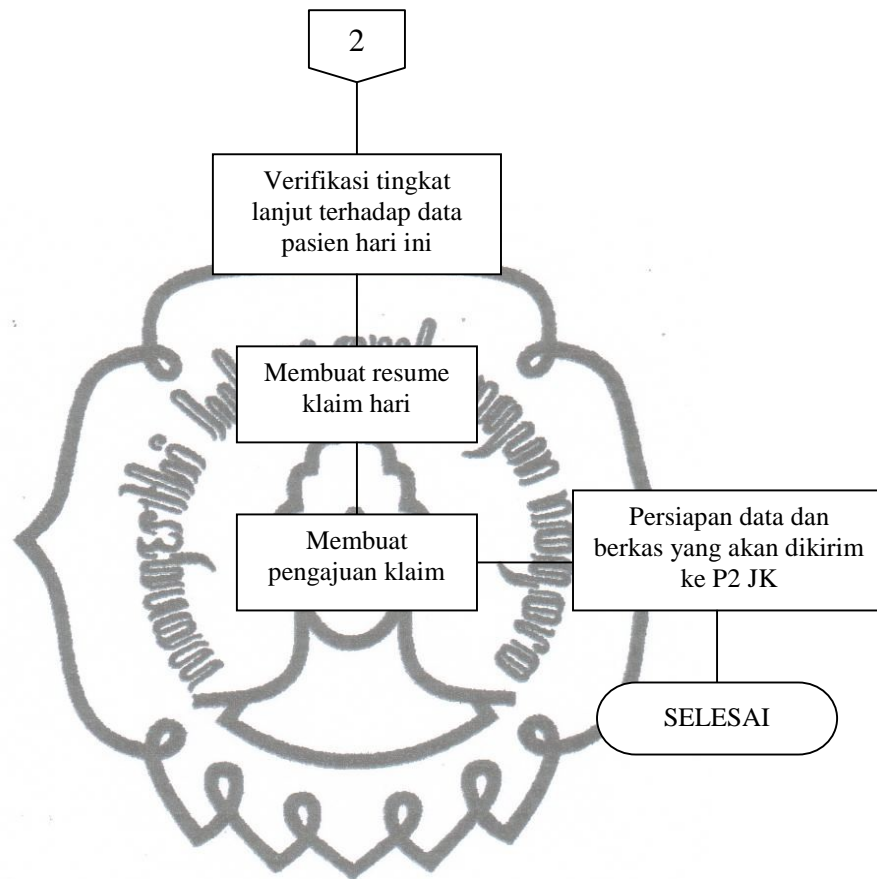 2
Verifikasi tingkat
lanjut terhadap data
pasien hari ini
Membuat resume
klaim hari
Membuat
pengajuan klaim
Persiapan data dan
berkas yang akan dikirim
ke P2 JK
SELESAI